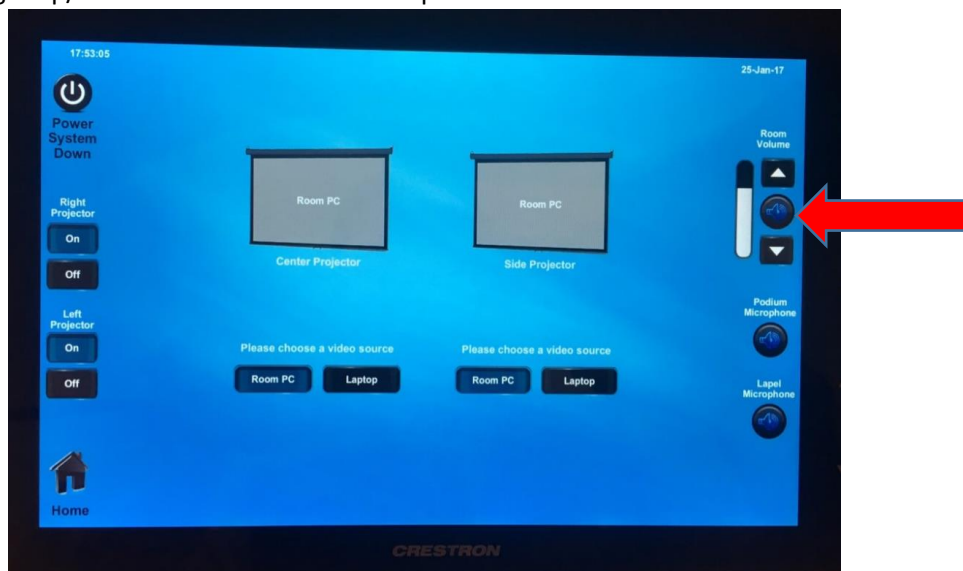 17:53:05
25-Jan-17
Power
System
Down
Right
Projector
On
Off
Left
Projector
On
Off
Home
Room PC
Center Projector
Please choose a video source
Room PC
Laptop
Room PC
Side Projector
Please choose a video source
Room PC
Laptop
Room
Volume
Podium
Microphone
Lapel
Microphone
CRESTRON